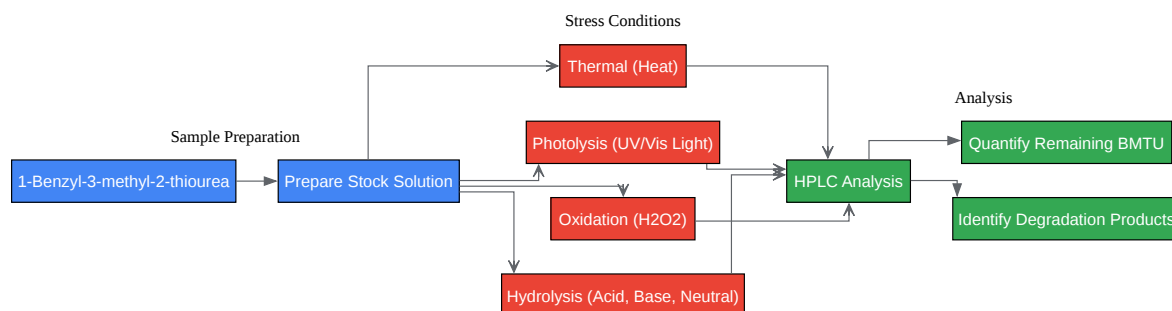 Stress Conditions
Thermal (Heat)
Analysis
Sample Preparation
Photolysis (UV/Vis Light)
Quantify Remaining BMTU
1-Benzyl-3-methyl-2-thiourea
Prepare Stock Solution
HPLC Analysis
Oxidation (H2O2)
Identify Degradation Products
Hydrolysis (Acid, Base, Neutral)